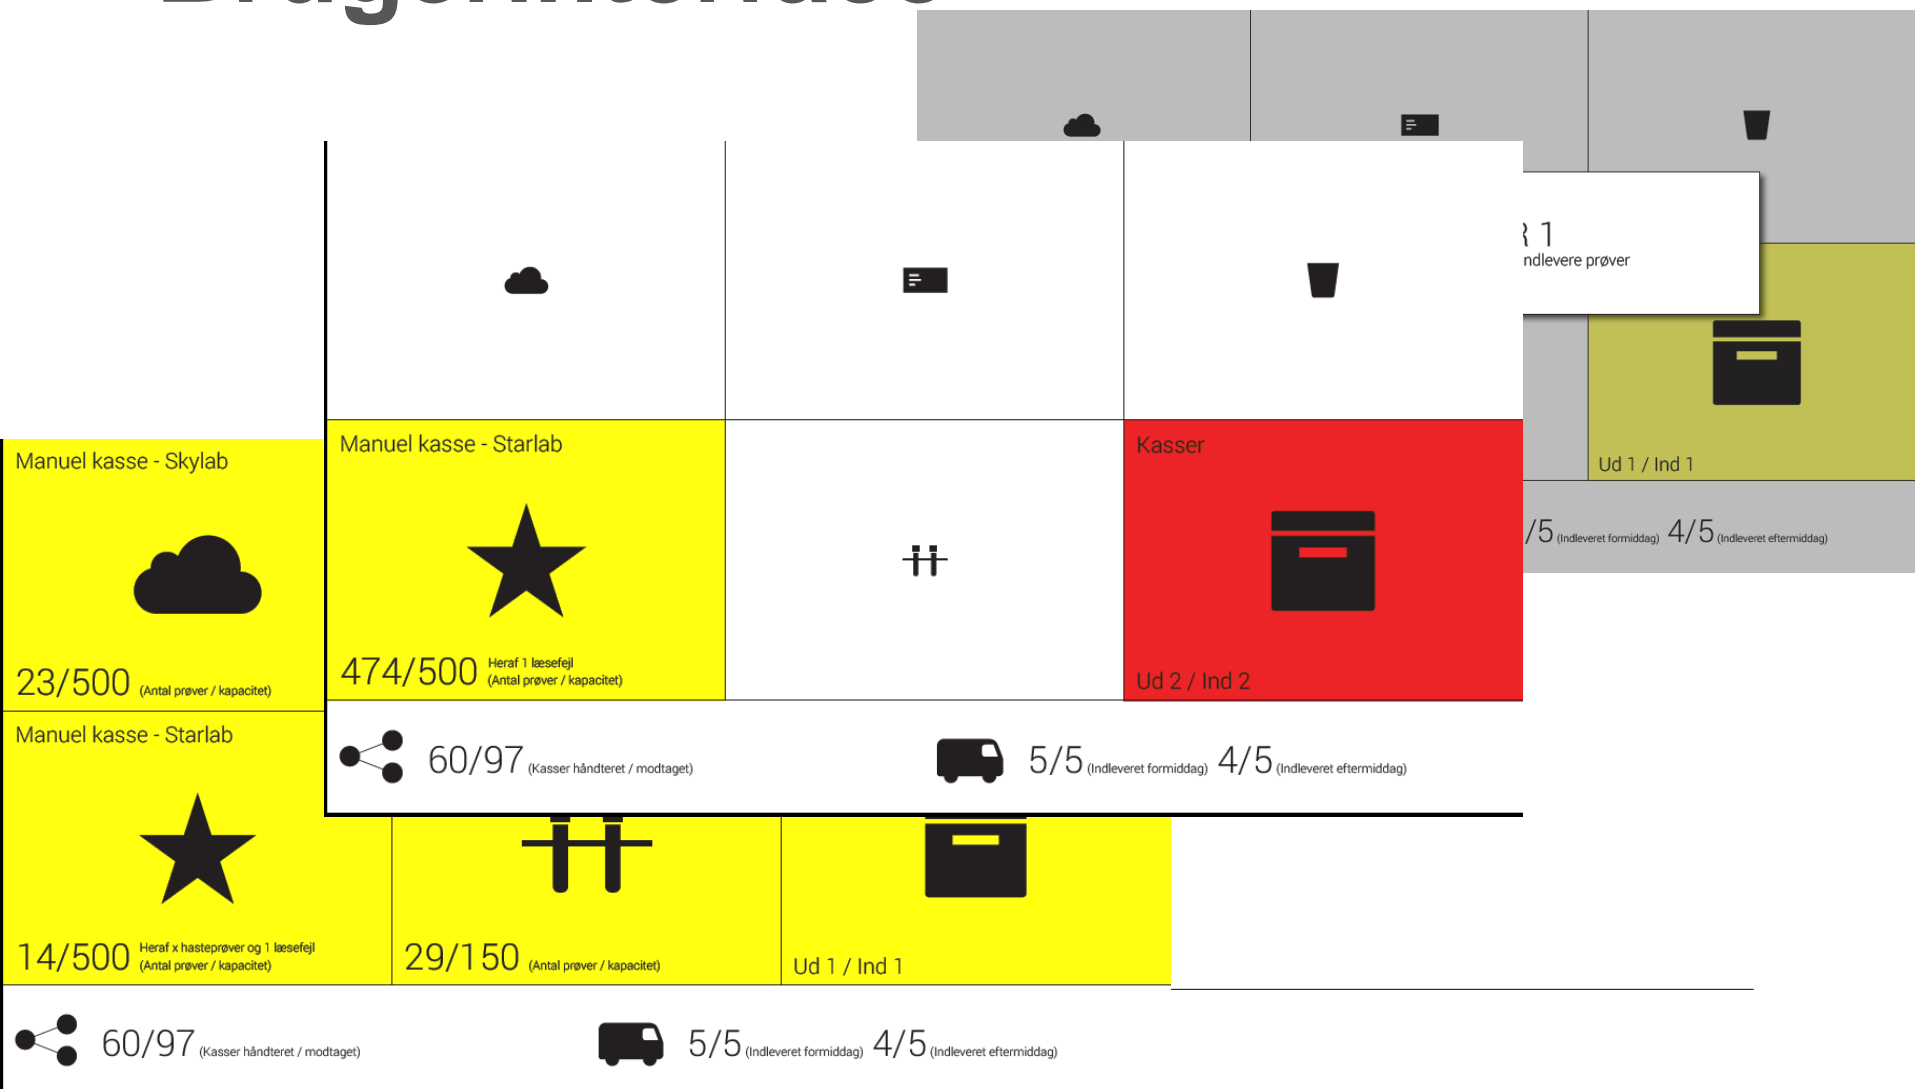 Brugerinterface
R 1
ndlevere prøver
Ud 1 / Ind 1
/5 (Indleveret formiddag) 4/5 (Indleveret eftermiddag)
Manuel kasse - Starlab
474/500 Heraf 1 læsefejl
(Antal prøver / kapacitet)
Kasser
Ud 2 / Ind 2
60/97 (Kasser håndteret / modtaget) 5/5 (Indleveret formiddag) 4/5 (Indleveret eftermiddag)
Manuel kasse - Skylab
23/500 (Antal prøver / kapacitet)
Manuel kasse - Starlab
14/500 Heraf x hasteprøver og 1 læsefejl
(Antal prøver / kapacitet)
29/150 (Antal prøver / kapacitet)
Ud 1 / Ind 1
60/97 (Kasser håndteret / modtaget) 5/5 (Indleveret formiddag) 4/5 (Indleveret eftermiddag)